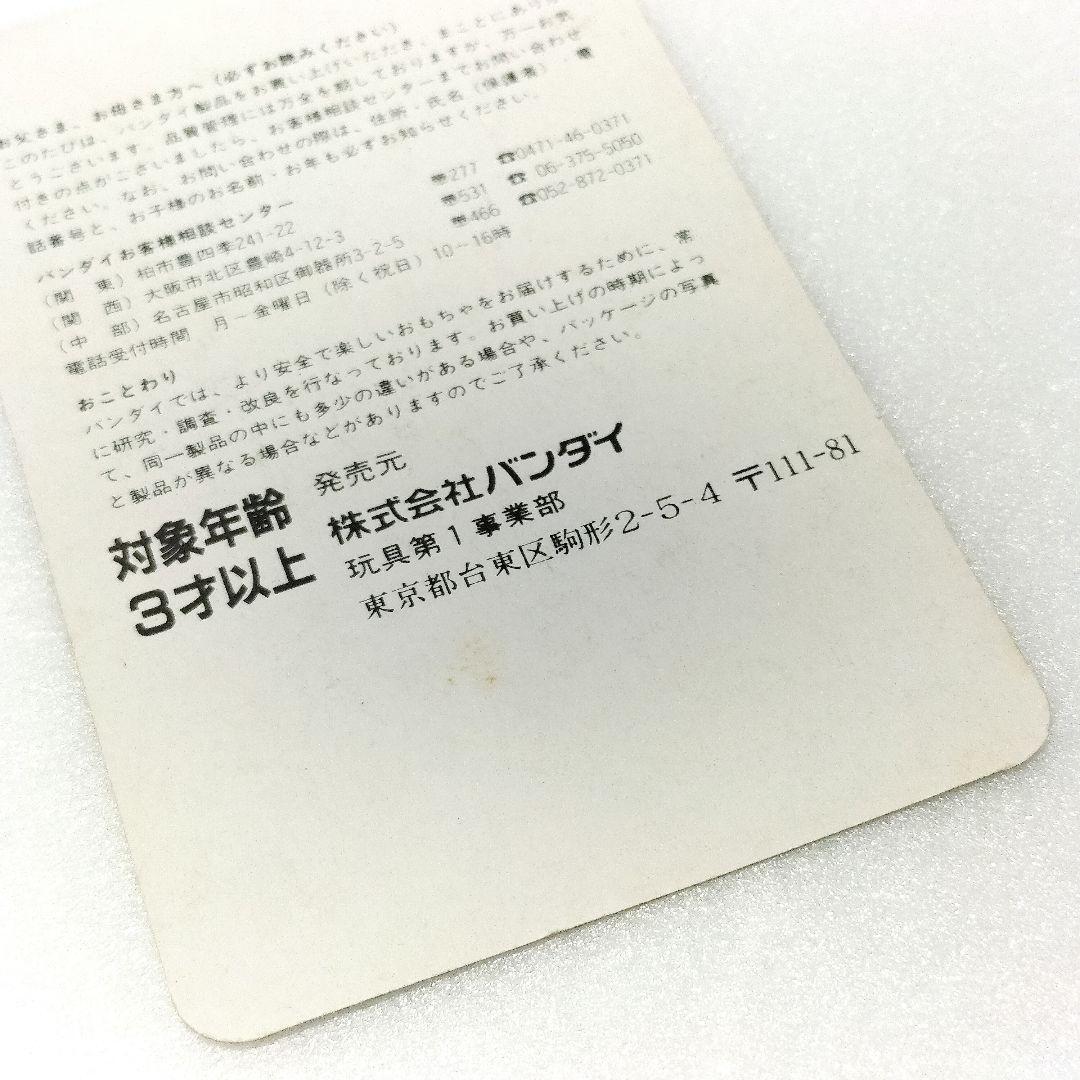 お父さま、お母さま方へ(必ずお読みください)
このたびは、バンダイ製品をお買い上げいただき、まことにありが
とうございます。品質管理には万全を期しておりますが、万一お気
付きの点がございましたら、お客様相談センターまでお問い合わせ
ください。なお、お問い合わせの際は、住所・氏名(保護者)・電
話番号と、お子様のお名前・お年も必ずお知らせください。
バンダイお客様相談センター
(関 東) 柏市豊四季241-22 〠277 ☎0471-46-0371
(関 西) 大阪市北区豊崎4-12-3 〠531 ☎ 06-375-5050
(中 部) 名古屋市昭和区御器所3-2-5 〠466 ☎052-872-0371
電話受付時間 月~金曜日(除く祝日)10~16時
おことわり
バンダイでは、より安全で楽しいおもちゃをお届けするために、常
に研究・調査・改良を行なっております。お買い上げの時期によっ
て、同一製品の中にも多少の違いがある場合や、パッケージの写真
と製品が異なる場合などがありますのでご了承ください。
対象年齢
3才以上
発売元
株式会社バンダイ
玩具第1事業部
東京都台東区駒形2-5-4 〒111-81